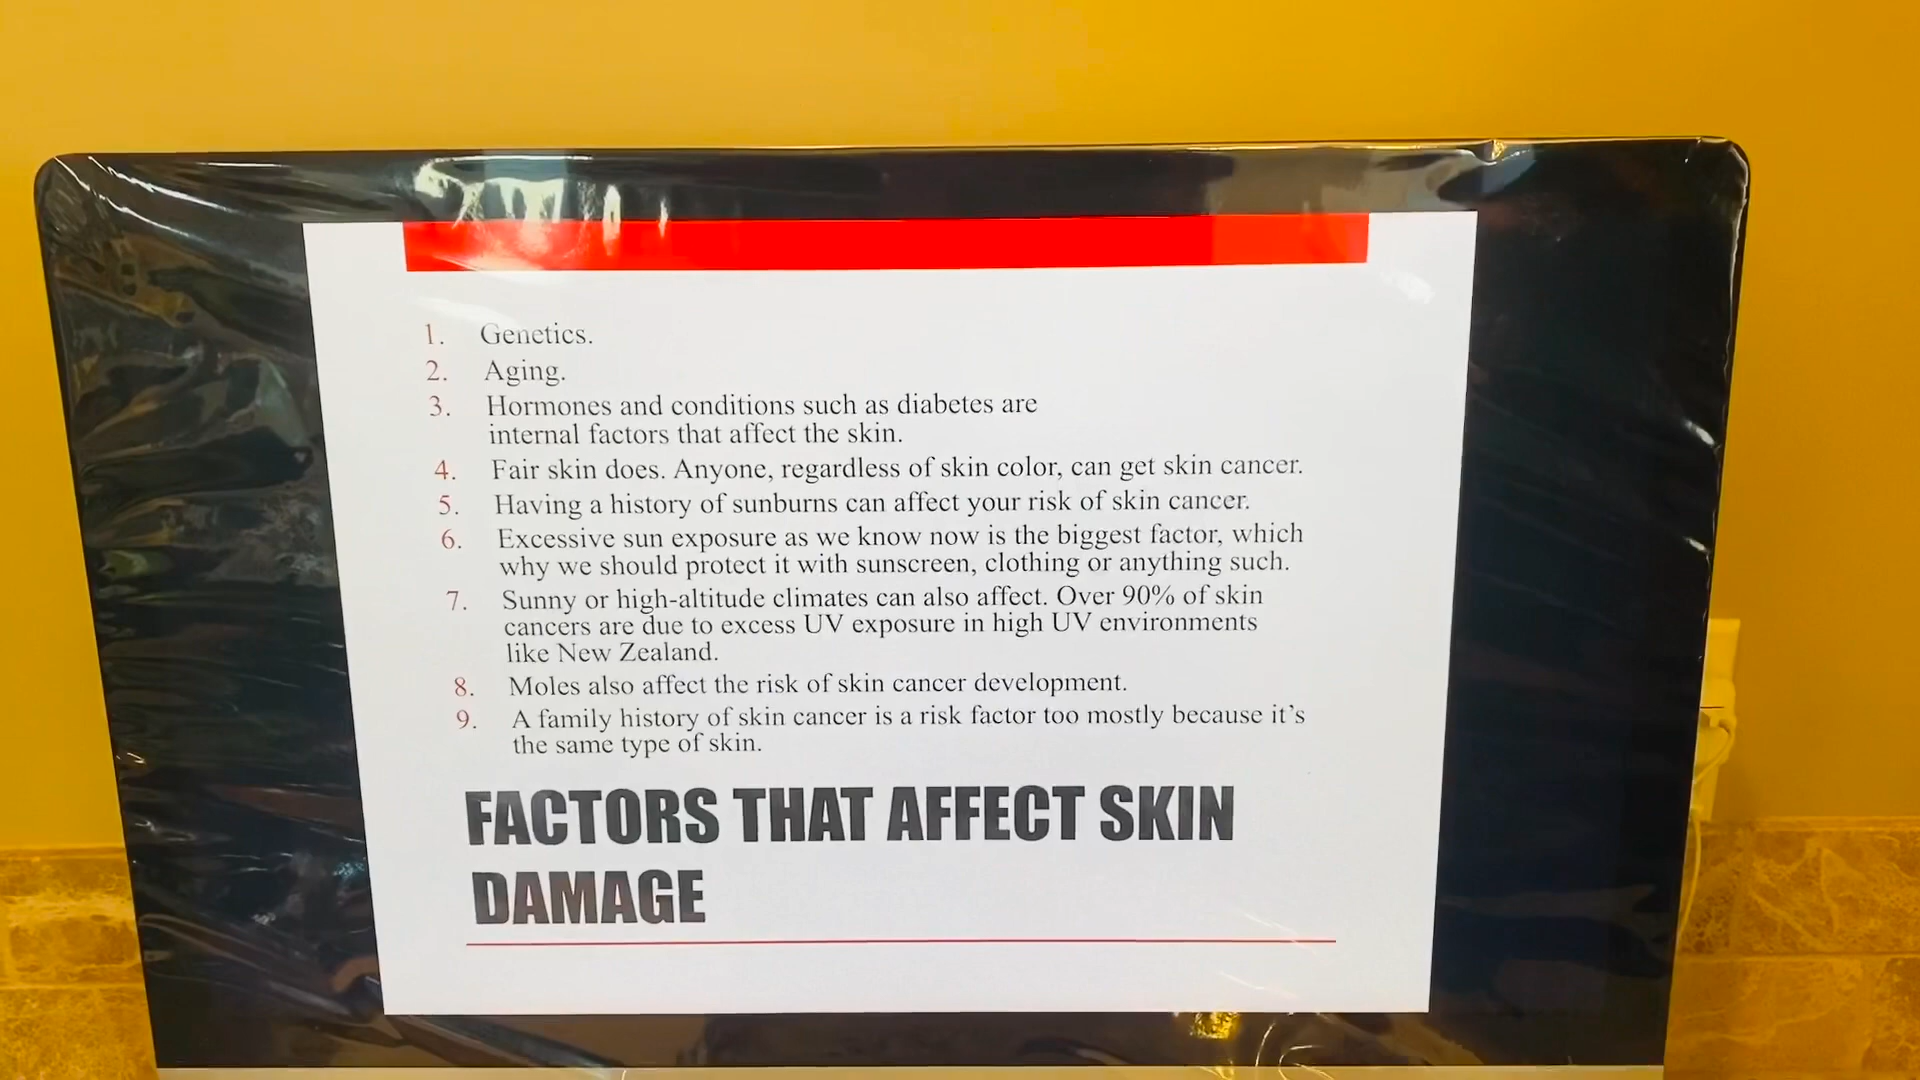 1. Genetics.
2. Aging.
3. Hormones and conditions such as diabetes are
internal factors that affect the skin.
4. Fair skin does. Anyone, regardless of skin color, can get skin cancer.
5. Having a history of sunburns can affect your risk of skin cancer.
6. Excessive sun exposure as we know now is the biggest factor, which
why we should protect it with sunscreen, clothing or anything such.
7. Sunny or high-altitude climates can also affect. Over 90% of skin
cancers are due to excess UV exposure in high UV environments
like New Zealand.
8. Moles also affect the risk of skin cancer development.
9. A family history of skin cancer is a risk factor too mostly because it's
the same type of skin.
FACTORS THAT AFFECT SKIN
DAMAGE